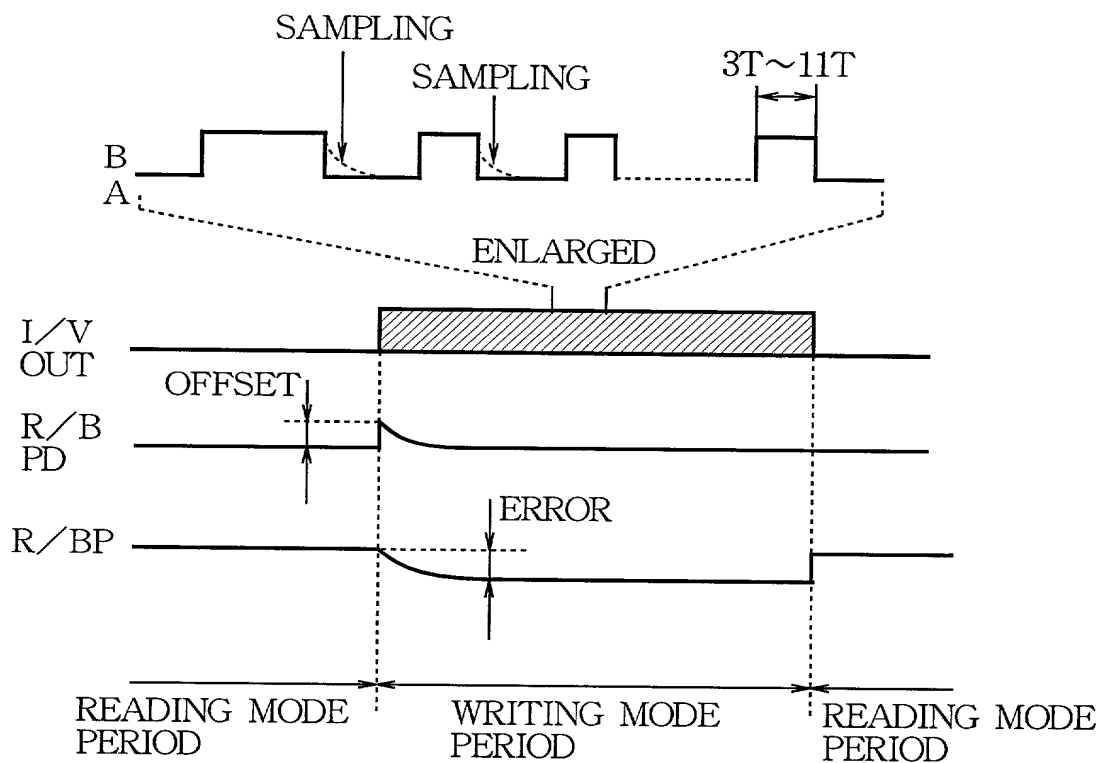 SAMPLING
SAMPLING
3T~11T
B
A
ENLARGED
I/V
OUT
OFFSET
R/B
PD
ERROR
R/BP
READING MODE
PERIOD
WRITING MODE
PERIOD
READING MODE
PERIOD